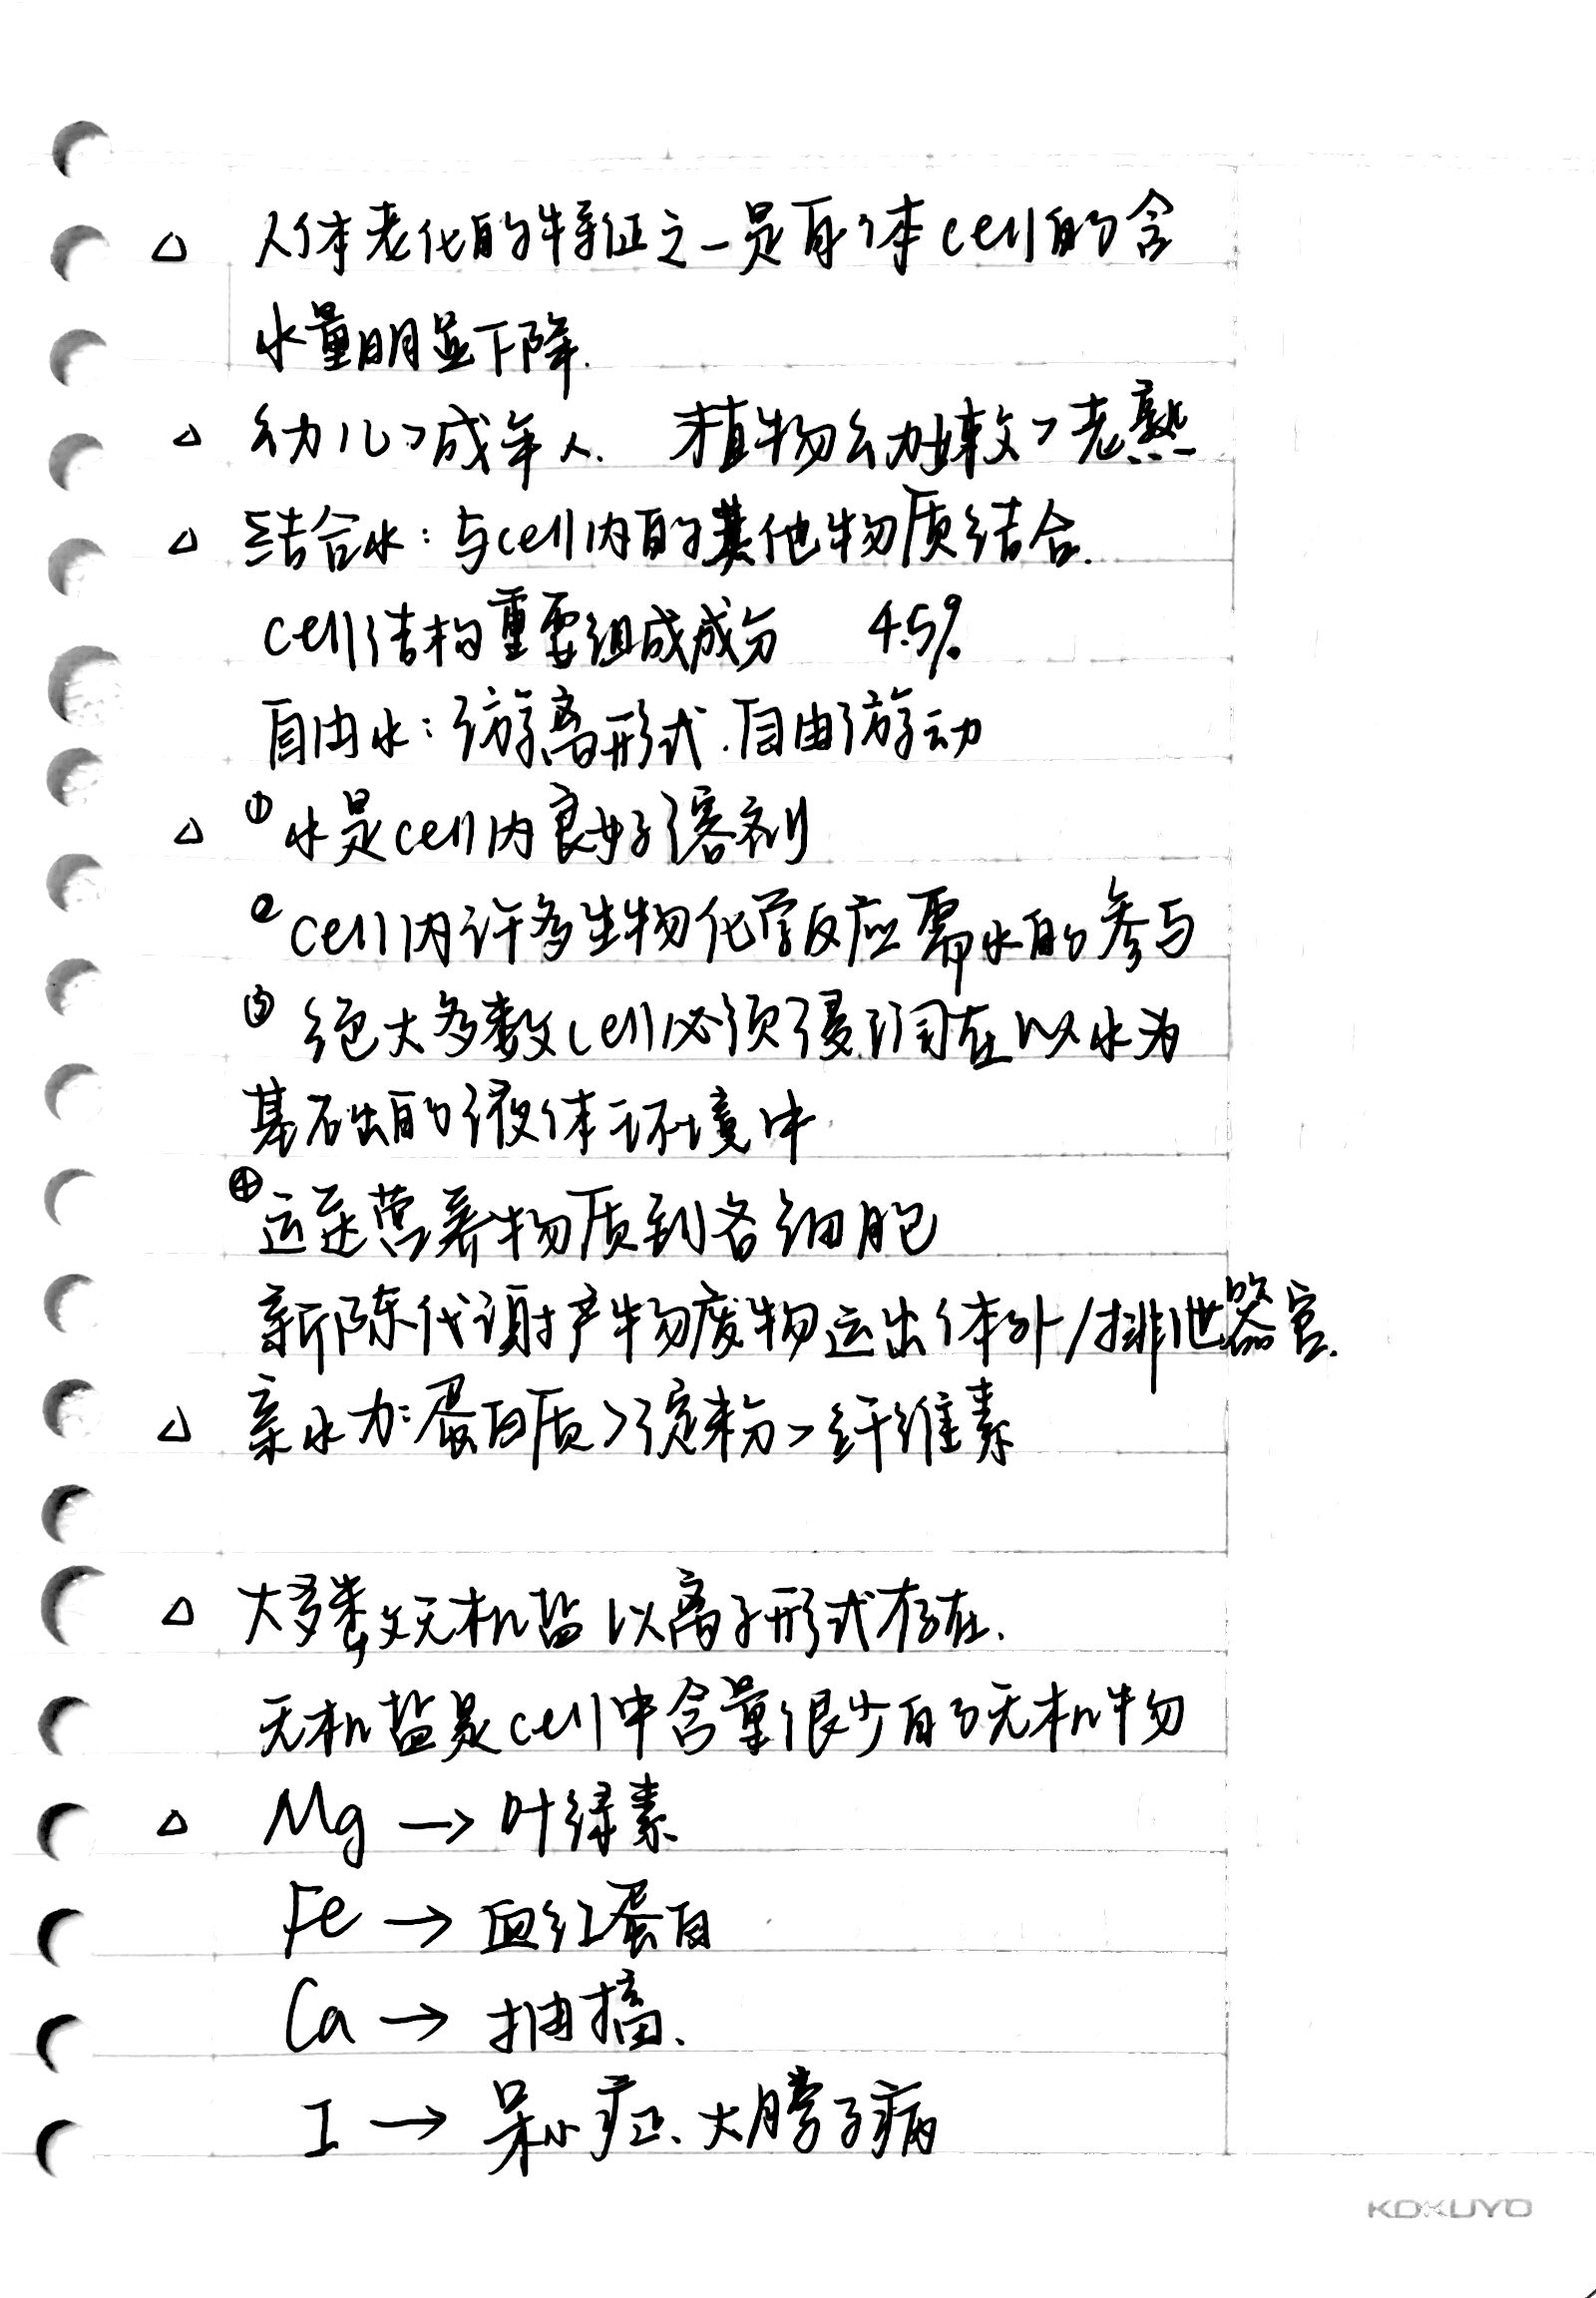 △ 人体老化的特征之一是身体cell的含
水量明显下降.
△ 幼儿>成年人. 植物幼嫩较>老熟
△ 结合水:与cell内的其他物质结合.
cell结构重要组成成分 4.5%
自由水:游离形式.自由游动
△ ①水是cell内良好溶剂
②cell内许多生物化学反应需水的参与
③绝大多数cell必须浸润在以水为
基础的液体环境中.
④运送营养物质到各细胞
新陈代谢产物废物运出体外/排泄器官.
△ 亲水力:蛋白质>淀粉>纤维素
△ 大多数无机盐以离子形式存在.
无机盐是cell中含量很少的无机物
△ Mg → 叶绿素
Fe → 血红蛋白
Ca → 抽搐.
I → 呆小症、大脖子病
KOKUYO